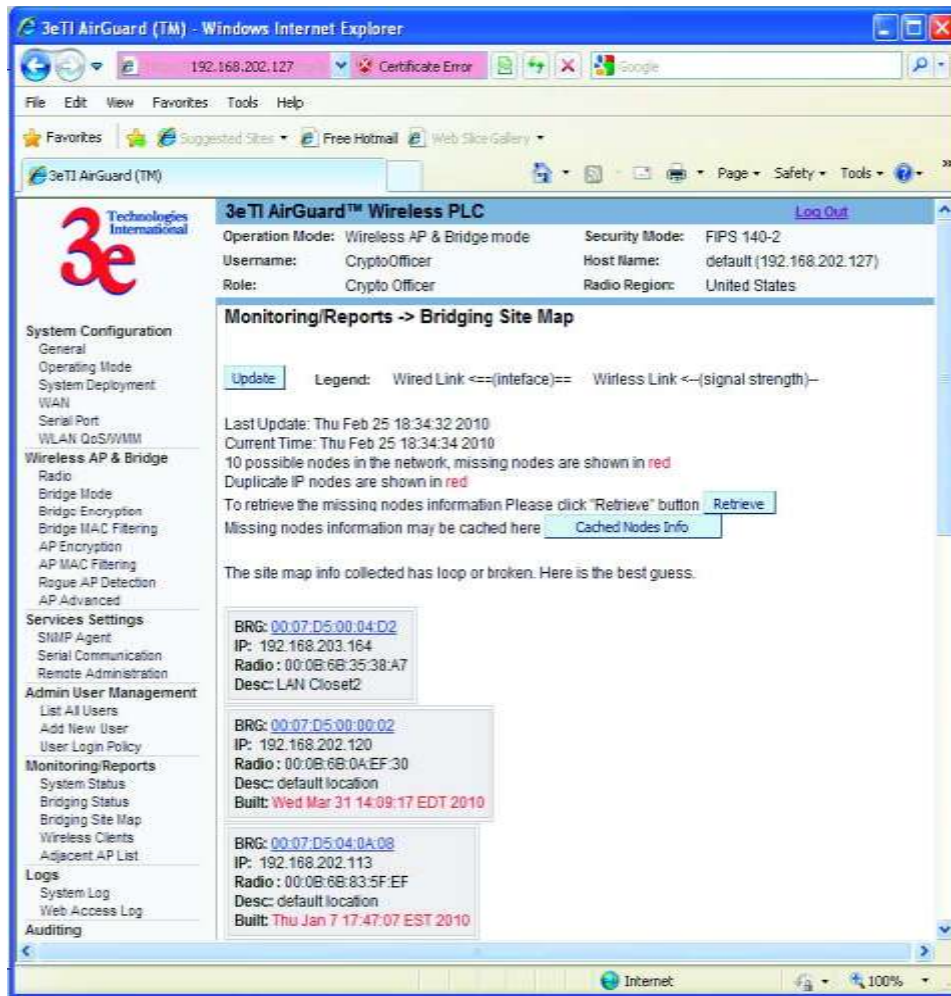 3eTI AirGuard (TM) - Windows Internet Explorer
192.168.202.127 Certificate Error Google
File Edit View Favorites Tools Help
Favorites Suggested Sites Free Hotmail Web Slice Gallery
3eTI AirGuard (TM) Page Safety Tools »
3e Technologies International
3eTI AirGuard™ Wireless PLC Log Out
Operation Mode: Wireless AP & Bridge mode Security Mode: FIPS 140-2
Username: CryptoOfficer Host Name: default (192.168.202.127)
Role: Crypto Officer Radio Region: United States
System Configuration
General
Operating Mode
System Deployment
WAN
Serial Port
WLAN QoS/WMM
Wireless AP & Bridge
Radio
Bridge Mode
Bridge Encryption
Bridge MAC Filtering
AP Encryption
AP MAC Filtering
Rogue AP Detection
AP Advanced
Services Settings
SNMP Agent
Serial Communication
Remote Administration
Admin User Management
List All Users
Add New User
User Login Policy
Monitoring/Reports
System Status
Bridging Status
Bridging Site Map
Wireless Clients
Adjacent AP List
Logs
System Log
Web Access Log
Auditing
Monitoring/Reports -> Bridging Site Map
Update Legend: Wired Link <==(inteface)== Wirless Link <--(signal strength)--
Last Update: Thu Feb 25 18:34:32 2010
Current Time: Thu Feb 25 18:34:34 2010
10 possible nodes in the network, missing nodes are shown in red
Duplicate IP nodes are shown in red
To retrieve the missing nodes information Please click "Retrieve" button Retrieve
Missing nodes information may be cached here Cached Nodes Info
The site map info collected has loop or broken. Here is the best guess.
BRG: 00:07:D5:00:04:D2
IP: 192.168.203.164
Radio : 00:0B:6B:35:38:A7
Desc: LAN Closet2
BRG: 00:07:D5:00:00:02
IP: 192.168.202.120
Radio : 00:0B:6B:0A:EF:30
Desc: default location
Built: Wed Mar 31 14:09:17 EDT 2010
BRG: 00:07:D5:04:0A:08
IP: 192.168.202.113
Radio : 00:0B:6B:83:5F:EF
Desc: default location
Built: Thu Jan 7 17:47:07 EST 2010
Internet 100%